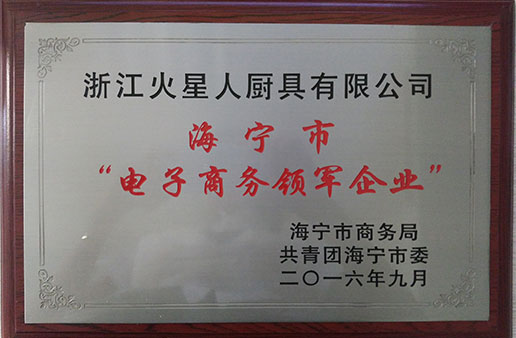 浙江火星人厨具有限公司
海宁市
“电子商务领军企业”
海宁市商务局
共青团海宁市委
二〇一六年九月